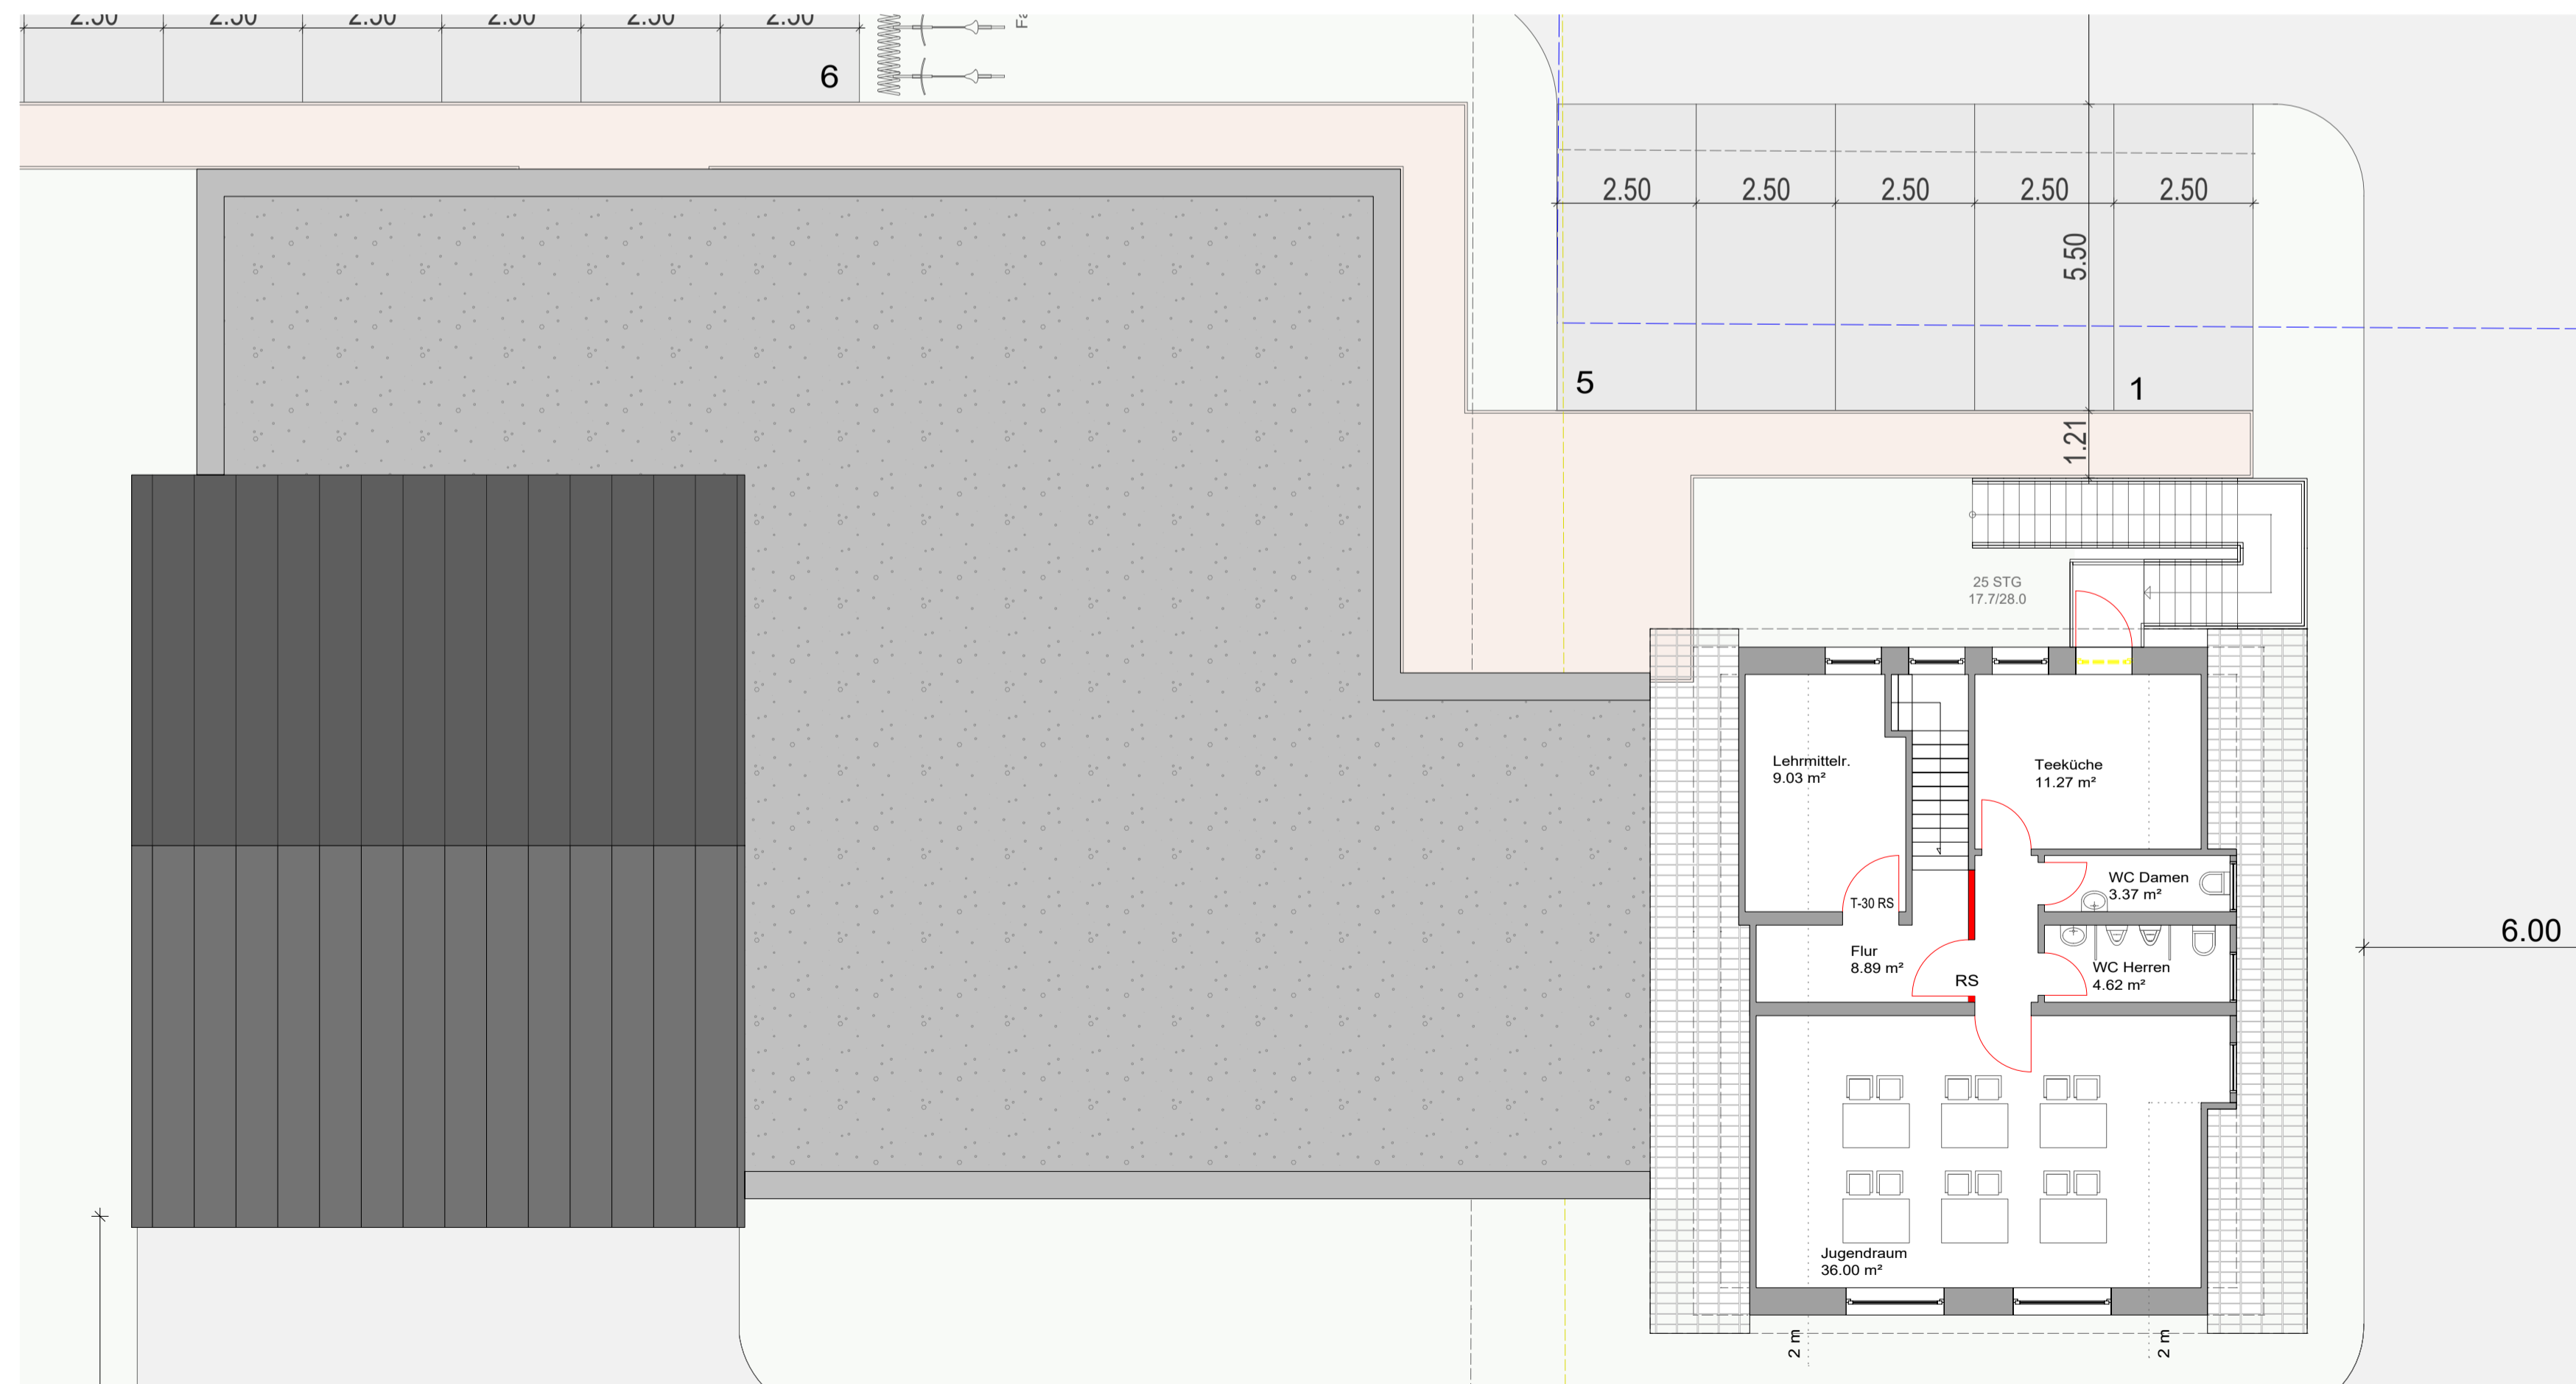 2.50 2.50 2.50 2.50 2.50 2.50
6
2.50 2.50 2.50 2.50 2.50
5.50
5
1
1.21
25 STG
17.7/28.0
Lehrmittelr.
9.03 m²
Teeküche
11.27 m²
WC Damen
3.37 m²
T-30 RS
Flur
8.89 m²
RS
WC Herren
4.62 m²
6.00
Jugendraum
36.00 m²
2 m
2 m